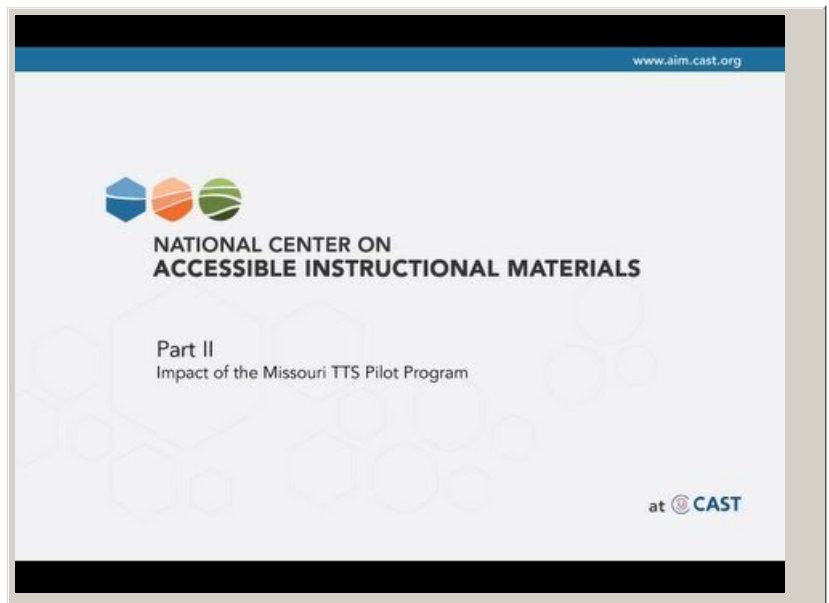 www.aim.cast.org
NATIONAL CENTER ON
ACCESSIBLE INSTRUCTIONAL MATERIALS
Part II
Impact of the Missouri TTS Pilot Program
at CAST